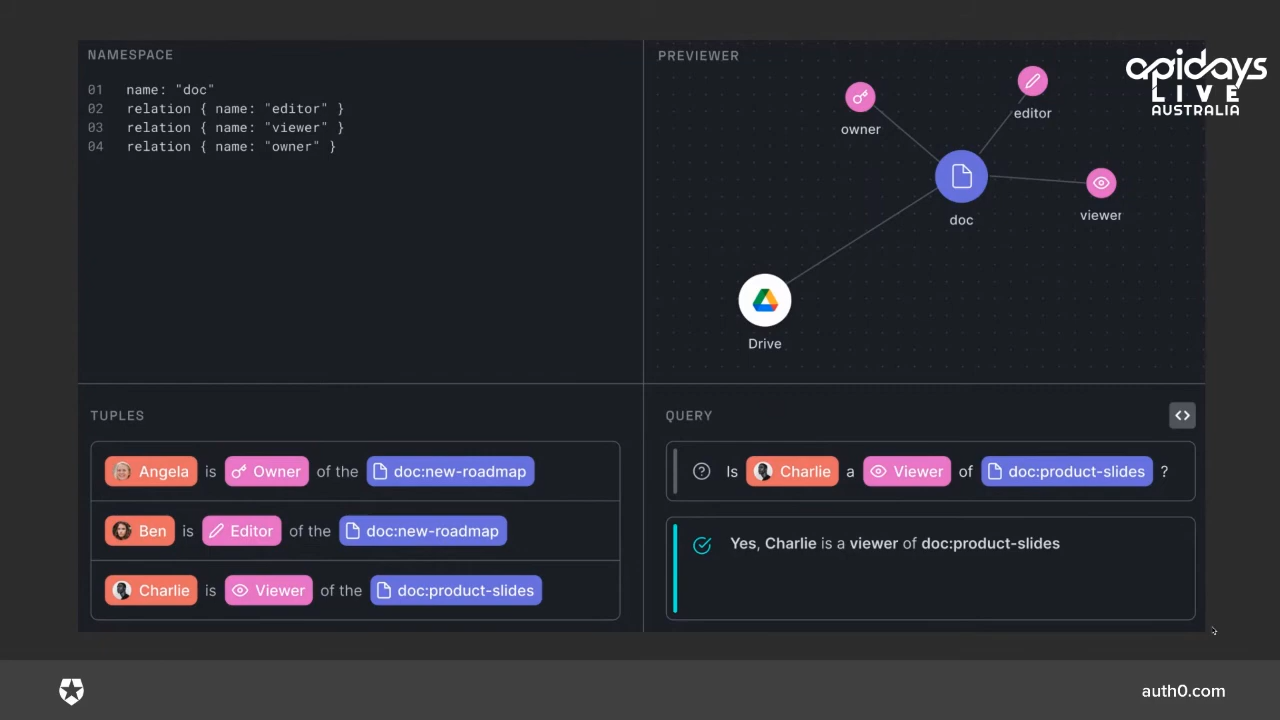 NAMESPACE
01 name: "doc"
02 relation { name: "editor" }
03 relation { name: "viewer" }
04 relation { name: "owner" }
PREVIEWER
owner
editor
doc
viewer
Drive
apidays
LIVE
AUSTRALIA
TUPLES
Angela is Owner of the doc:new-roadmap
Ben is Editor of the doc:new-roadmap
Charlie is Viewer of the doc:product-slides
QUERY
<>
Is Charlie a Viewer of doc:product-slides ?
Yes, Charlie is a viewer of doc:product-slides
auth0.com